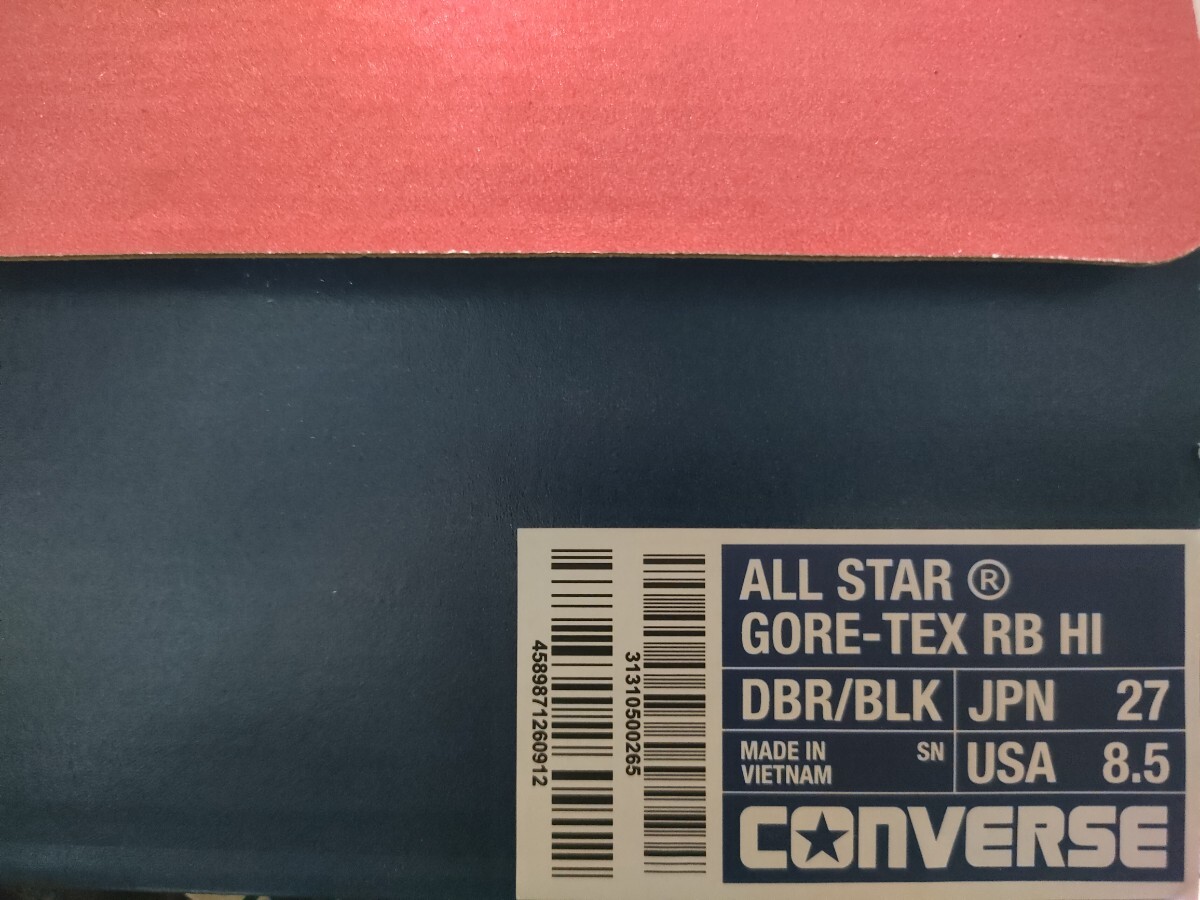 ALL STAR ®
GORE-TEX RB HI
DBR/BLK
JPN 27
MADE IN
VIETNAM
SN
USA 8.5
CONVERSE
4589871260912
31310500265